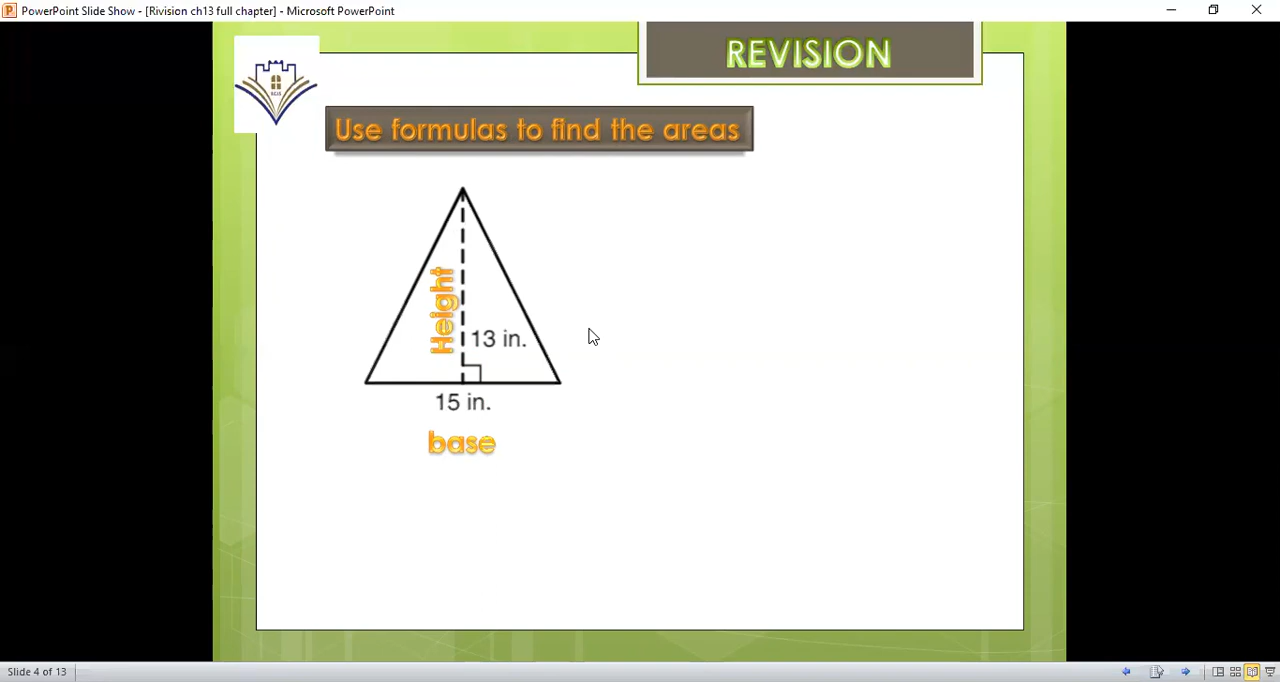 PowerPoint Slide Show - [Rivision ch13 full chapter] - Microsoft PowerPoint
REVISION
Use formulas to find the areas
Height
13 in.
15 in.
base
Slide 4 of 13